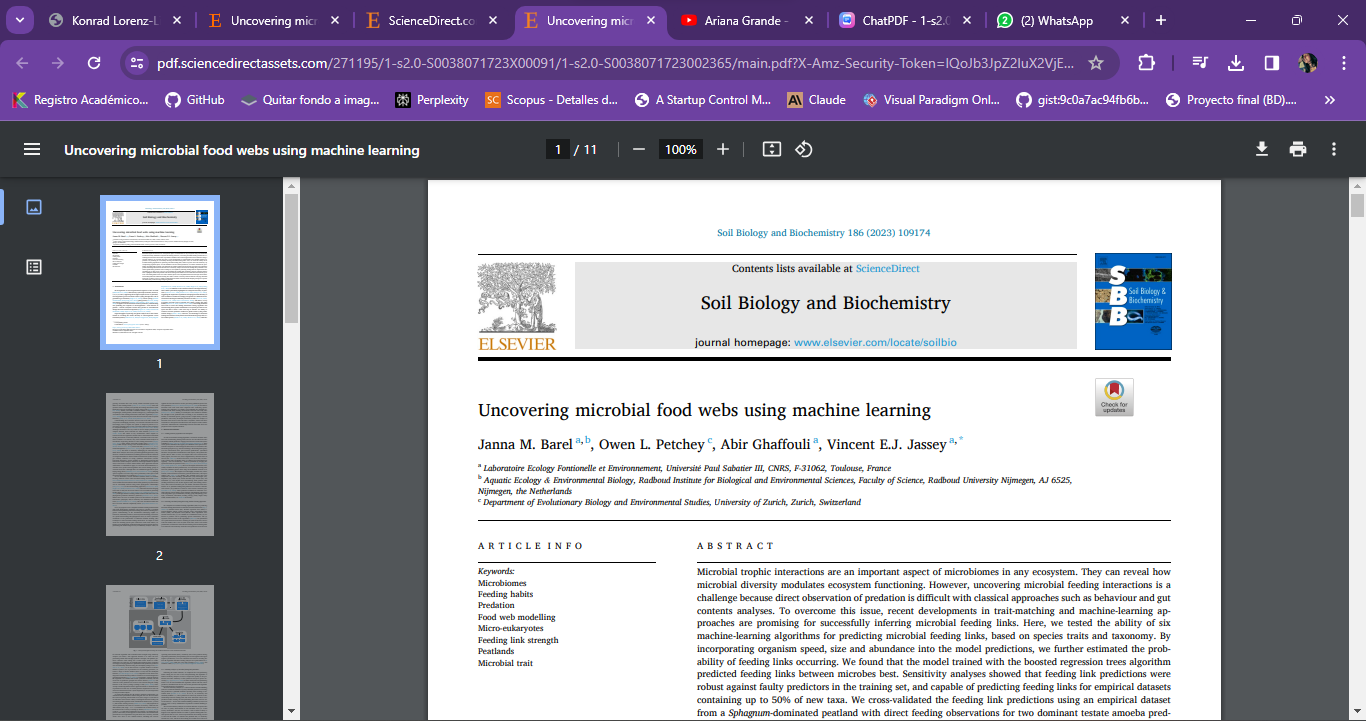 Konrad Lorenz-L
Uncovering micr
ScienceDirect.co
Uncovering micr
Ariana Grande -
ChatPDF - 1-s2.0
(2) WhatsApp
pdf.sciencedirectassets.com/271195/1-s2.0-S0038071723X00091/1-s2.0-S0038071723002365/main.pdf?X-Amz-Security-Token=IQoJb3JpZ2luX2VjE...
Registro Académico...
GitHub
Quitar fondo a imag...
Perplexity
Scopus - Detalles d...
A Startup Control M...
Claude
Visual Paradigm Onl...
gist:9c0a7ac94fb6b...
Proyecto final (BD)....
Uncovering microbial food webs using machine learning
1 / 11
100%
1
2
Soil Biology and Biochemistry 186 (2023) 109174
Contents lists available at ScienceDirect
Soil Biology and Biochemistry
journal homepage: www.elsevier.com/locate/soilbio
ELSEVIER
SBB
Soil Biology &
Biochemistry
Check for
updates
Uncovering microbial food webs using machine learning
Janna M. Barel a,b, Owen L. Petchey c, Abir Ghaffouli a, Vincent E.J. Jassey a,*
a Laboratoire Ecology Fontionelle et Environnement, Université Paul Sabatier III, CNRS, F-31062, Toulouse, France
b Aquatic Ecology & Environmental Biology, Radboud Institute for Biological and Environmental Sciences, Faculty of Science, Radboud University Nijmegen, AJ 6525,
Nijmegen, the Netherlands
c Department of Evolutionary Biology and Environmental Studies, University of Zurich, Zurich, Switzerland
ARTICLE INFO
Keywords:
Microbiomes
Feeding habits
Predation
Food web modelling
Micro-eukaryotes
Feeding link strength
Peatlands
Microbial trait
ABSTRACT
Microbial trophic interactions are an important aspect of microbiomes in any ecosystem. They can reveal how
microbial diversity modulates ecosystem functioning. However, uncovering microbial feeding interactions is a
challenge because direct observation of predation is difficult with classical approaches such as behaviour and gut
contents analyses. To overcome this issue, recent developments in trait-matching and machine-learning ap-
proaches are promising for successfully inferring microbial feeding links. Here, we tested the ability of six
machine-learning algorithms for predicting microbial feeding links, based on species traits and taxonomy. By
incorporating organism speed, size and abundance into the model predictions, we further estimated the prob-
ability of feeding links occurring. We found that the model trained with the boosted regression trees algorithm
predicted feeding links between microbes best. Sensitivity analyses showed that feeding link predictions were
robust against faulty predictors in the training set, and capable of predicting feeding links for empirical datasets
containing up to 50% of new taxa. We cross-validated the feeding link predictions using an empirical dataset
from a Sphagnum-dominated peatland with direct feeding observations for two dominant testate amoeba pred-